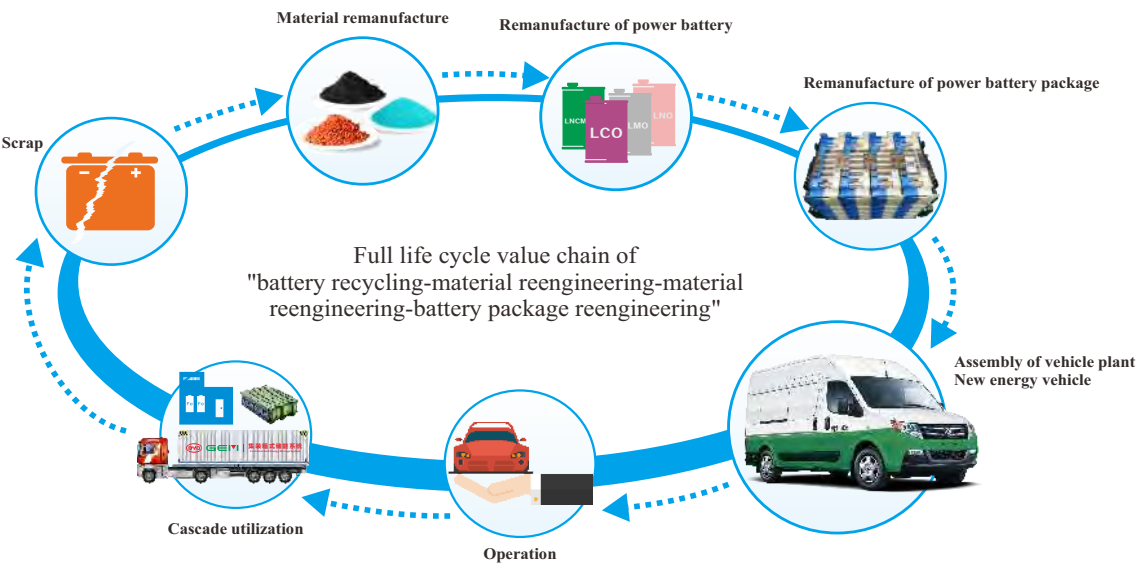 Material remanufacture
Remanufacture of power battery
Remanufacture of power battery package
Scrap
LNCM
LCO
LMO
LNO
Full life cycle value chain of
"battery recycling-material reengineering-material
reengineering-battery package reengineering"
Assembly of vehicle plant
New energy vehicle
BYD
GEM
Cascade utilization
Operation